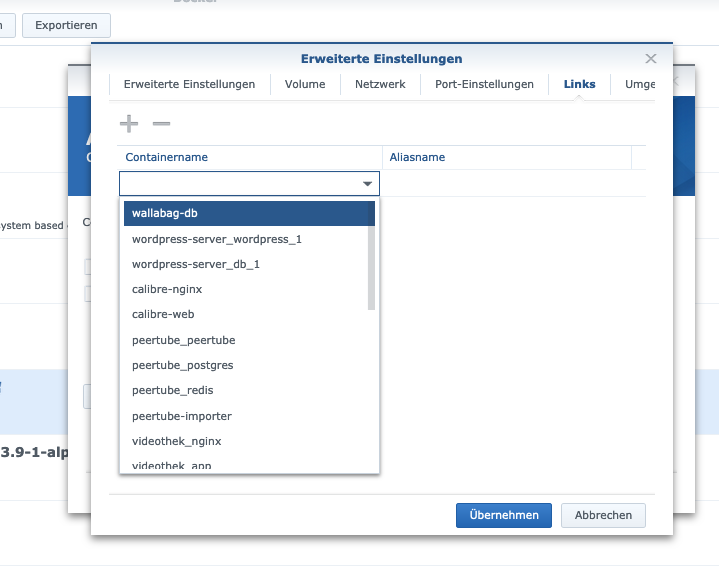 Exportieren
Erweiterte Einstellungen
Erweiterte Einstellungen Volume Netzwerk Port-Einstellungen Links Umge
Containername Aliasname
wallabag-db
ystem based
wordpress-server_wordpress_1
wordpress-server_db_1
calibre-nginx
calibre-web
peertube_peertube
peertube_postgres
peertube_redis
peertube-importer
videothek_nginx
3.9-1-alp
videothek_app
Übernehmen Abbrechen